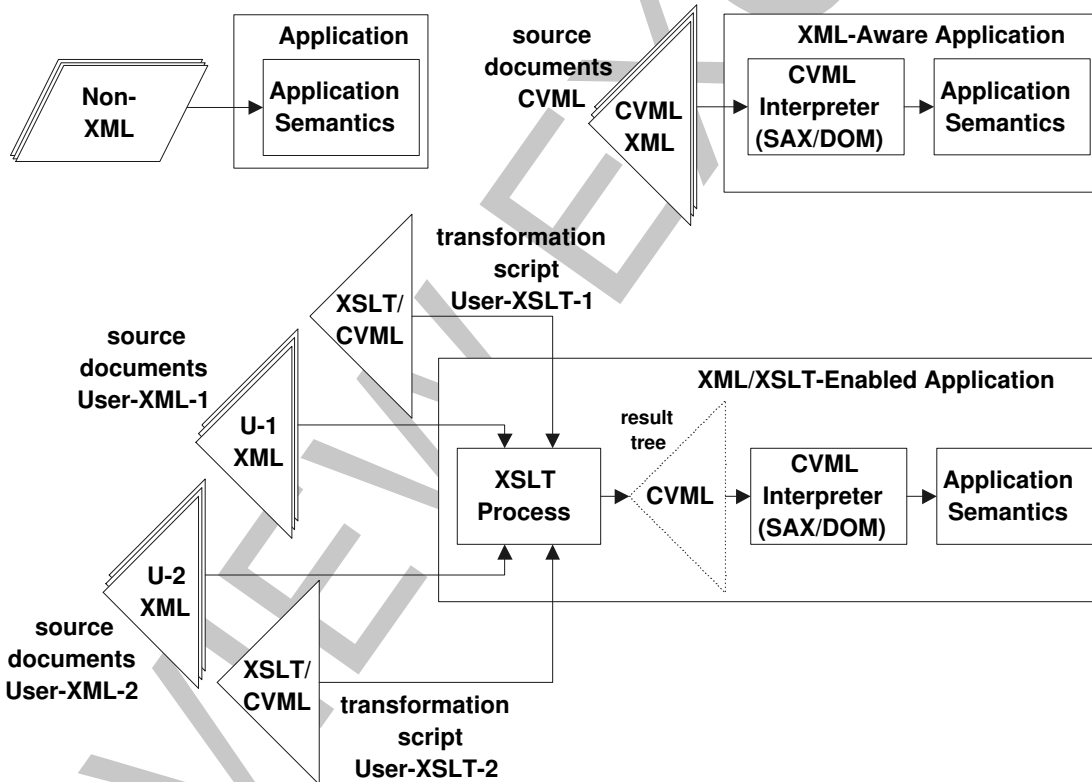 Application
Non-
XML
Application
Semantics
source
documents
CVML
CVML
XML
XML-Aware Application
CVML
Interpreter
(SAX/DOM)
Application
Semantics
transformation
script
User-XSLT-1
XSLT/
CVML
source
documents
User-XML-1
U-1
XML
XML/XSLT-Enabled Application
result
tree
XSLT
Process
CVML
CVML
Interpreter
(SAX/DOM)
Application
Semantics
U-2
XML
source
documents
User-XML-2
XSLT/
CVML
transformation
script
User-XSLT-2